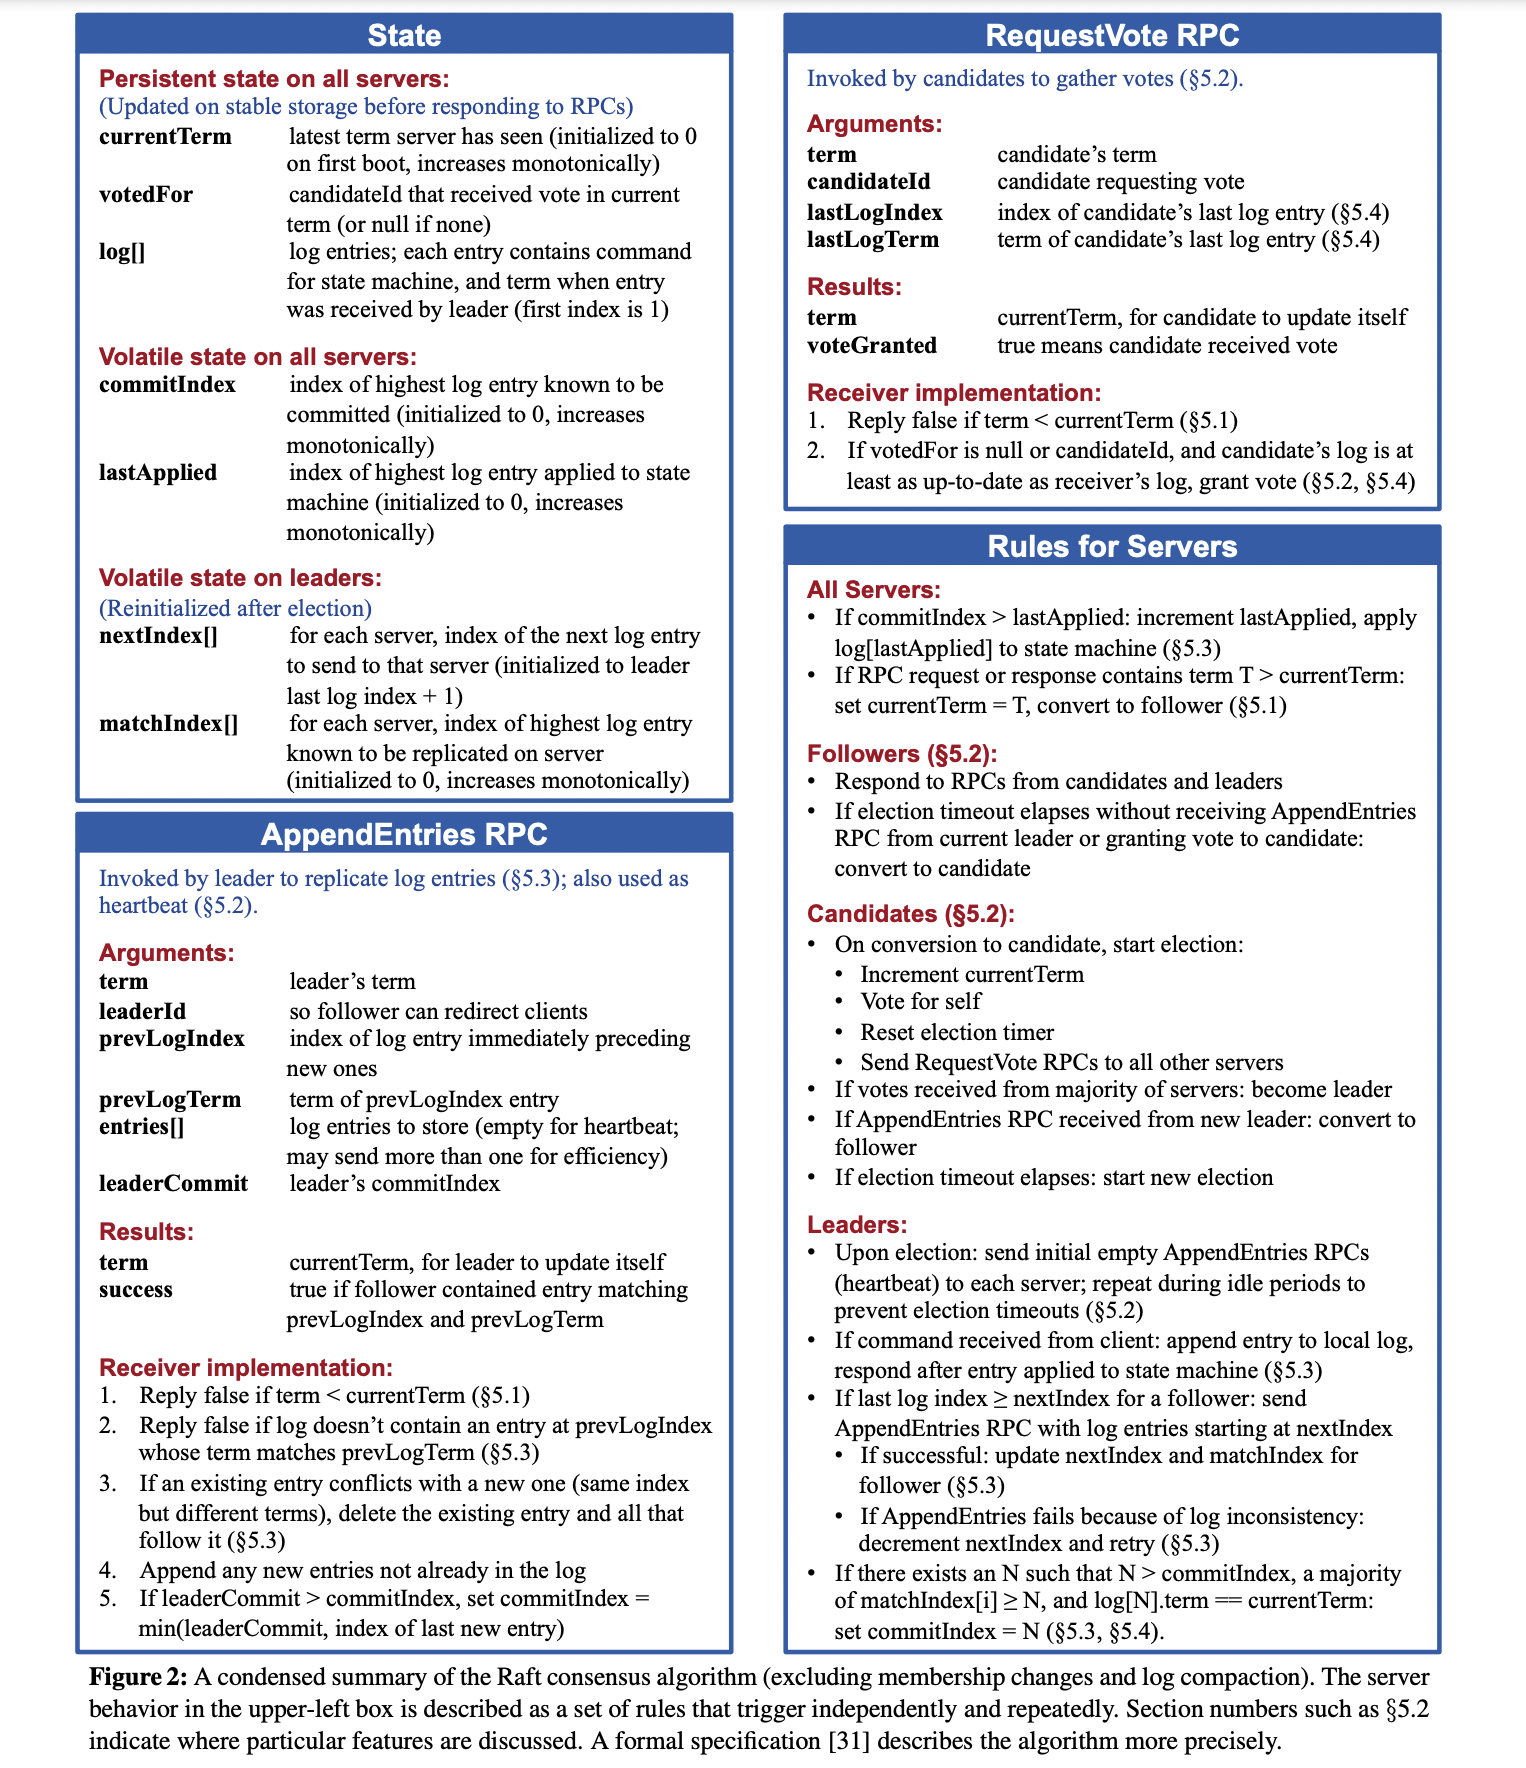 State
Persistent state on all servers:
(Updated on stable storage before responding to RPCs)
currentTerm latest term server has seen (initialized to 0
on first boot, increases monotonically)
votedFor candidateId that received vote in current
term (or null if none)
log[] log entries; each entry contains command
for state machine, and term when entry
was received by leader (first index is 1)
Volatile state on all servers:
commitIndex index of highest log entry known to be
committed (initialized to 0, increases
monotonically)
lastApplied index of highest log entry applied to state
machine (initialized to 0, increases
monotonically)
Volatile state on leaders:
(Reinitialized after election)
nextIndex[] for each server, index of the next log entry
to send to that server (initialized to leader
last log index + 1)
matchIndex[] for each server, index of highest log entry
known to be replicated on server
(initialized to 0, increases monotonically)
AppendEntries RPC
Invoked by leader to replicate log entries (§5.3); also used as
heartbeat (§5.2).
Arguments:
term leader’s term
leaderId so follower can redirect clients
prevLogIndex index of log entry immediately preceding
new ones
prevLogTerm term of prevLogIndex entry
entries[] log entries to store (empty for heartbeat;
may send more than one for efficiency)
leaderCommit leader’s commitIndex
Results:
term currentTerm, for leader to update itself
success true if follower contained entry matching
prevLogIndex and prevLogTerm
Receiver implementation:
1. Reply false if term < currentTerm (§5.1)
2. Reply false if log doesn’t contain an entry at prevLogIndex
whose term matches prevLogTerm (§5.3)
3. If an existing entry conflicts with a new one (same index
but different terms), delete the existing entry and all that
follow it (§5.3)
4. Append any new entries not already in the log
5. If leaderCommit > commitIndex, set commitIndex =
min(leaderCommit, index of last new entry)
RequestVote RPC
Invoked by candidates to gather votes (§5.2).
Arguments:
term candidate’s term
candidateId candidate requesting vote
lastLogIndex index of candidate’s last log entry (§5.4)
lastLogTerm term of candidate’s last log entry (§5.4)
Results:
term currentTerm, for candidate to update itself
voteGranted true means candidate received vote
Receiver implementation:
1. Reply false if term < currentTerm (§5.1)
2. If votedFor is null or candidateId, and candidate’s log is at
least as up-to-date as receiver’s log, grant vote (§5.2, §5.4)
Rules for Servers
All Servers:
• If commitIndex > lastApplied: increment lastApplied, apply
log[lastApplied] to state machine (§5.3)
• If RPC request or response contains term T > currentTerm:
set currentTerm = T, convert to follower (§5.1)
Followers (§5.2):
• Respond to RPCs from candidates and leaders
• If election timeout elapses without receiving AppendEntries
RPC from current leader or granting vote to candidate:
convert to candidate
Candidates (§5.2):
• On conversion to candidate, start election:
• Increment currentTerm
• Vote for self
• Reset election timer
• Send RequestVote RPCs to all other servers
• If votes received from majority of servers: become leader
• If AppendEntries RPC received from new leader: convert to
follower
• If election timeout elapses: start new election
Leaders:
• Upon election: send initial empty AppendEntries RPCs
(heartbeat) to each server; repeat during idle periods to
prevent election timeouts (§5.2)
• If command received from client: append entry to local log,
respond after entry applied to state machine (§5.3)
• If last log index ≥ nextIndex for a follower: send
AppendEntries RPC with log entries starting at nextIndex
• If successful: update nextIndex and matchIndex for
follower (§5.3)
• If AppendEntries fails because of log inconsistency:
decrement nextIndex and retry (§5.3)
• If there exists an N such that N > commitIndex, a majority
of matchIndex[i] ≥ N, and log[N].term == currentTerm:
set commitIndex = N (§5.3, §5.4).
Figure 2: A condensed summary of the Raft consensus algorithm (excluding membership changes and log compaction). The server
behavior in the upper-left box is described as a set of rules that trigger independently and repeatedly. Section numbers such as §5.2
indicate where particular features are discussed. A formal specification [31] describes the algorithm more precisely.